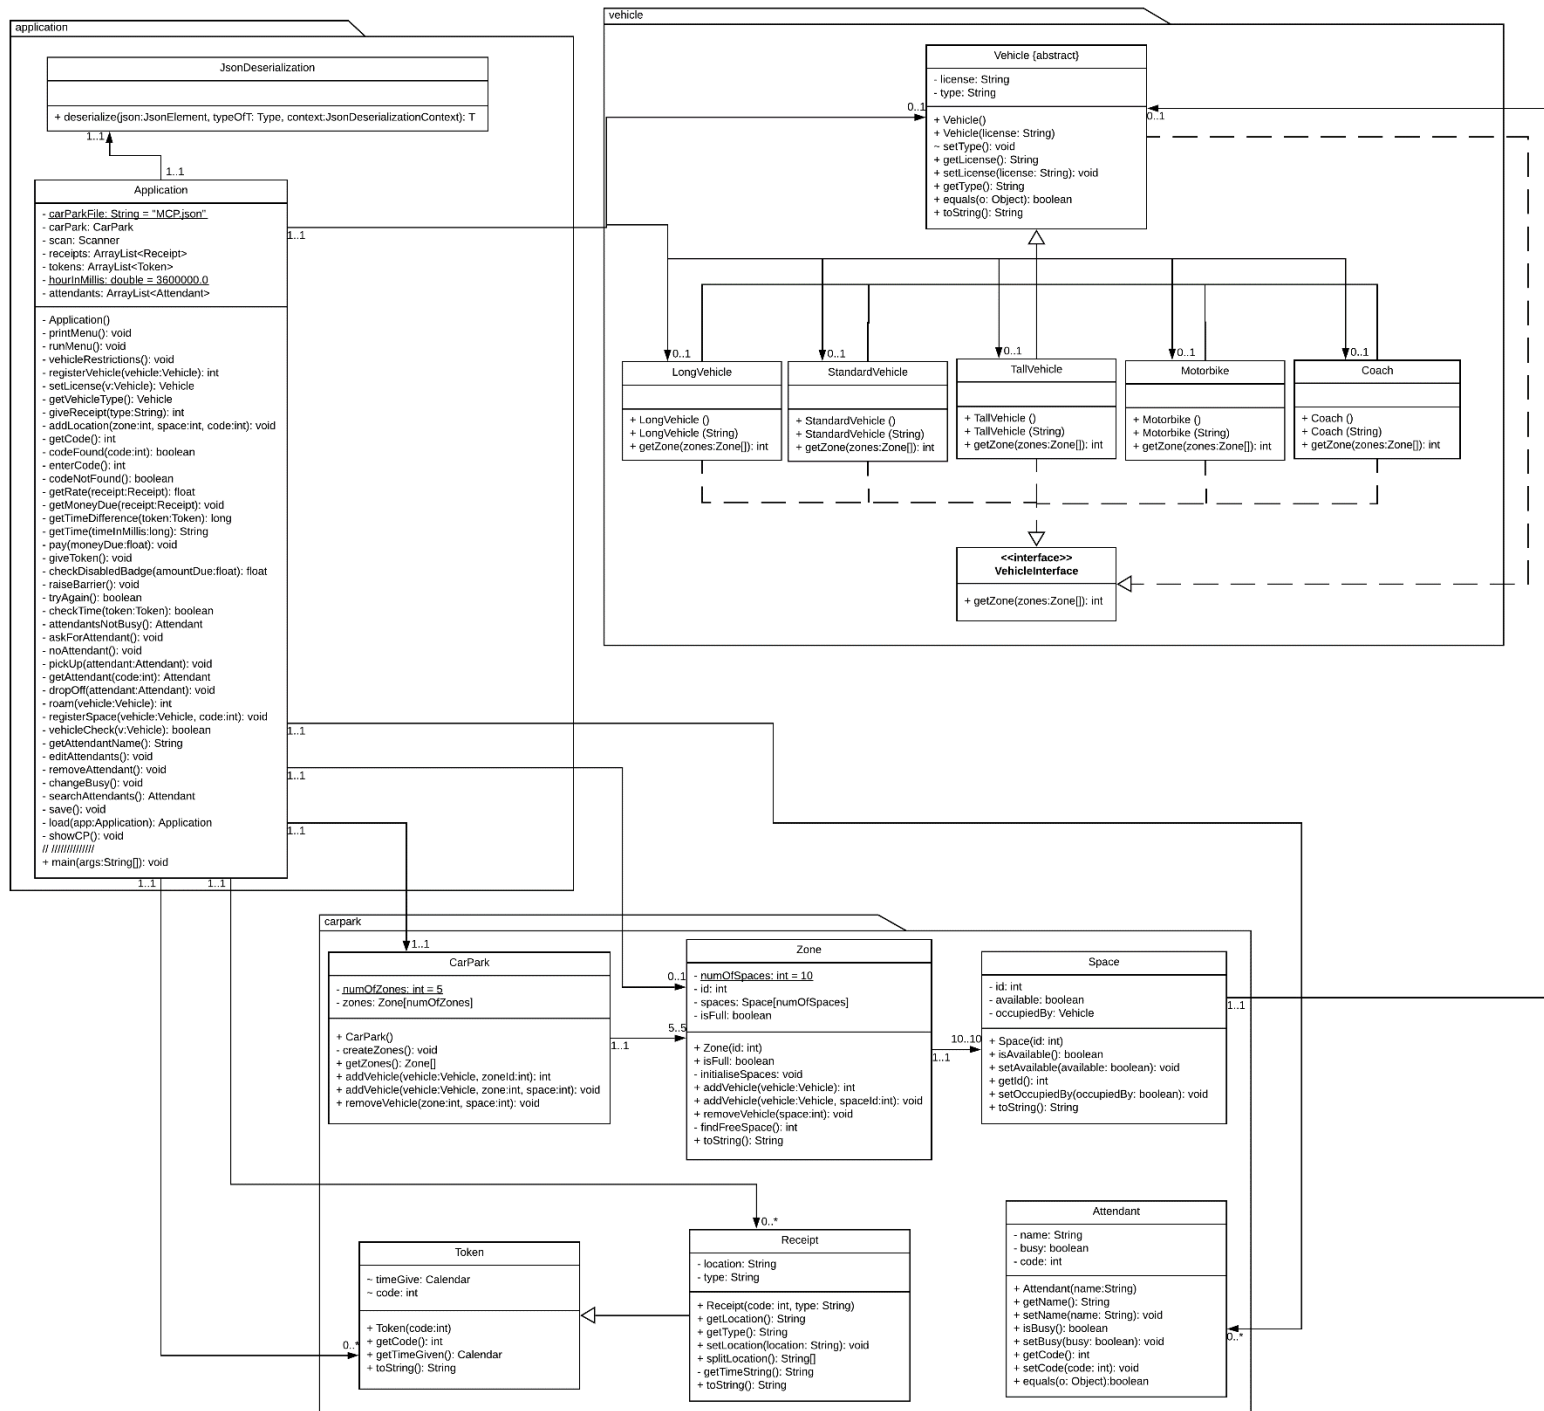 application
JsonDeserialization
+ deserialize(json:JsonElement, typeOfT: Type, context:JsonDeserializationContext): T
1..1
1..1
Application
- carParkFile: String = "MCP.json"
- carPark: CarPark
- scan: Scanner
- receipts: ArrayList<Receipt>
- tokens: ArrayList<Token>
- hourInMillis: double = 3600000.0
- attendants: ArrayList<Attendant>
- Application()
- printMenu(): void
- runMenu(): void
- vehicleRestrictions(): void
- registerVehicle(vehicle:Vehicle): int
- setLicense(v:Vehicle): Vehicle
- getVehicleType(): Vehicle
- giveReceipt(type:String): int
- addLocation(zone:int, space:int, code:int): void
- getCode(): int
- codeFound(code:int): boolean
- enterCode(): int
- codeNotFound(): boolean
- getRate(receipt:Receipt): float
- getMoneyDue(receipt:Receipt): void
- getTimeDifference(token:Token): long
- getTime(timeInMillis:long): String
- pay(moneyDue:float): void
- giveToken(): void
- checkDisabledBadge(amountDue:float): float
- raiseBarrier(): void
- tryAgain(): boolean
- checkTime(token:Token): boolean
- attendantsNotBusy(): Attendant
- askForAttendant(): void
- noAttendant(): void
- pickUp(attendant:Attendant): void
- getAttendant(code:int): Attendant
- dropOff(attendant:Attendant): void
- roam(vehicle:Vehicle): int
- registerSpace(vehicle:Vehicle, code:int): void
- vehicleCheck(v:Vehicle): boolean
- getAttendantName(): String
- editAttendants(): void
- removeAttendant(): void
- changeBusy(): void
- searchAttendants(): Attendant
- save(); void
- load(app:Application): Application
- showCP(): void
// //////////////
+ main(args:String[]): void
1..1
1..1
1..1
1..1
1..1
1..1
vehicle
Vehicle {abstract}
- license: String
- type: String
+ Vehicle()
+ Vehicle(license: String)
~ setType(): void
+ getLicense(): String
+ setLicense(license: String): void
+ getType(): String
+ equals(o: Object): boolean
+ toString(): String
0..1
0..1
0..1
0..1
0..1
0..1
0..1
LongVehicle
+ LongVehicle ()
+ LongVehicle (String)
+ getZone(zones:Zone[]): int
StandardVehicle
+ StandardVehicle ()
+ StandardVehicle (String)
+ getZone(zones:Zone[]): int
TallVehicle
+ TallVehicle ()
+ TallVehicle (String)
+ getZone(zones:Zone[]): int
Motorbike
+ Motorbike ()
+ Motorbike (String)
+ getZone(zones:Zone[]): int
Coach
+ Coach ()
+ Coach (String)
+ getZone(zones:Zone[]): int
<<interface>>
VehicleInterface
+ getZone(zones:Zone[]): int
carpark
1..1
CarPark
- numOfZones: int = 5
- zones: Zone[numOfZones]
+ CarPark()
- createZones(): void
+ getZones(): Zone[]
+ addVehicle(vehicle:Vehicle, zoneId:int): int
+ addVehicle(vehicle:Vehicle, zone:int, space:int): void
+ removeVehicle(zone:int, space:int): void
1..1
5..5
0..1
Zone
- numOfSpaces: int = 10
- id: int
- spaces: Space[numOfSpaces]
- isFull: boolean
+ Zone(id: int)
+ isFull: boolean
- initialiseSpaces: void
+ addVehicle(vehicle:Vehicle): int
+ addVehicle(vehicle:Vehicle, spaceId:int): void
+ removeVehicle(space:int): void
- findFreeSpace(): int
+ toString(): String
1..1
10..10
Space
- id: int
- available: boolean
- occupiedBy: Vehicle
+ Space(id: int)
+ isAvailable(): boolean
+ setAvailable(available: boolean): void
+ getId(): int
+ setOccupiedBy(occupiedBy: boolean): void
+ toString(): String
1..1
Token
~ timeGive: Calendar
~ code: int
+ Token(code:int)
+ getCode(): int
+ getTimeGiven(): Calendar
+ toString(): String
0..*
0..*
Receipt
- location: String
- type: String
+ Receipt(code: int, type: String)
+ getLocation(): String
+ getType(): String
+ setLocation(location: String): void
+ splitLocation(): String[]
- getTimeString(): String
+ toString(): String
Attendant
- name: String
- busy: boolean
- code: int
+ Attendant(name:String)
+ getName(): String
+ setName(name: String): void
+ isBusy(): boolean
+ setBusy(busy: boolean): void
+ getCode(): int
+ setCode(code: int): void
+ equals(o: Object):boolean
0..*